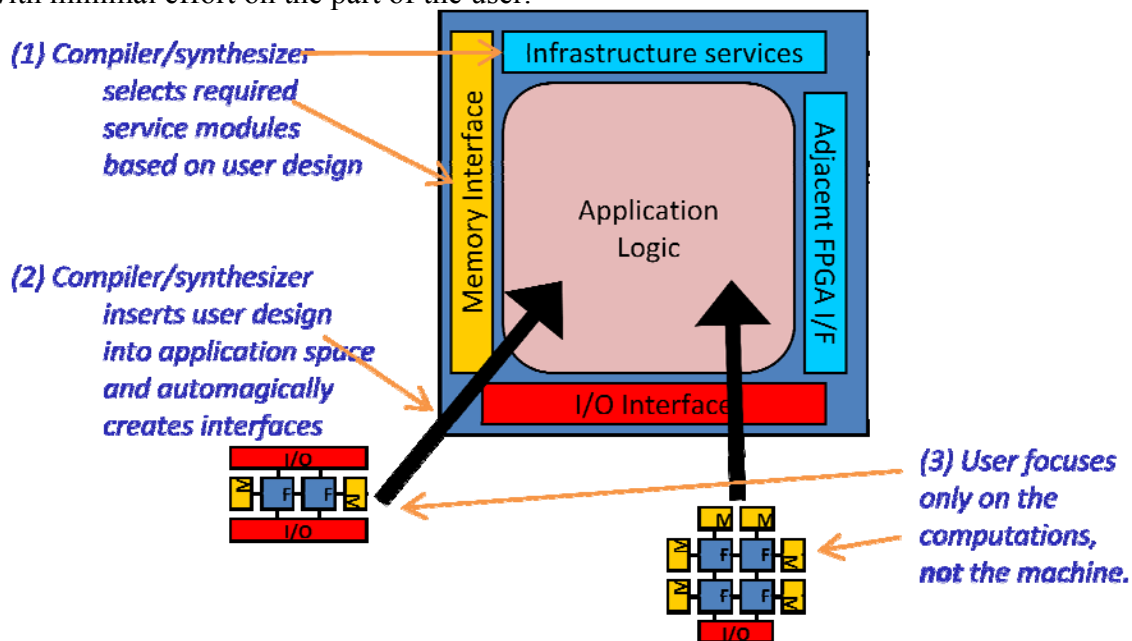 with minimal effort on the part of the user.
(1) Compiler/synthesizer
selects required
service modules
based on user design
Infrastructure services
Memory Interface
Application
Logic
Adjacent FPGA I/F
I/O Interface
(2) Compiler/synthesizer
inserts user design
into application space
and automagically
creates interfaces
I/O
M F F M
I/O
(3) User focuses
only on the
computations,
not the machine.
M M
M F F M
M F F M
I/O